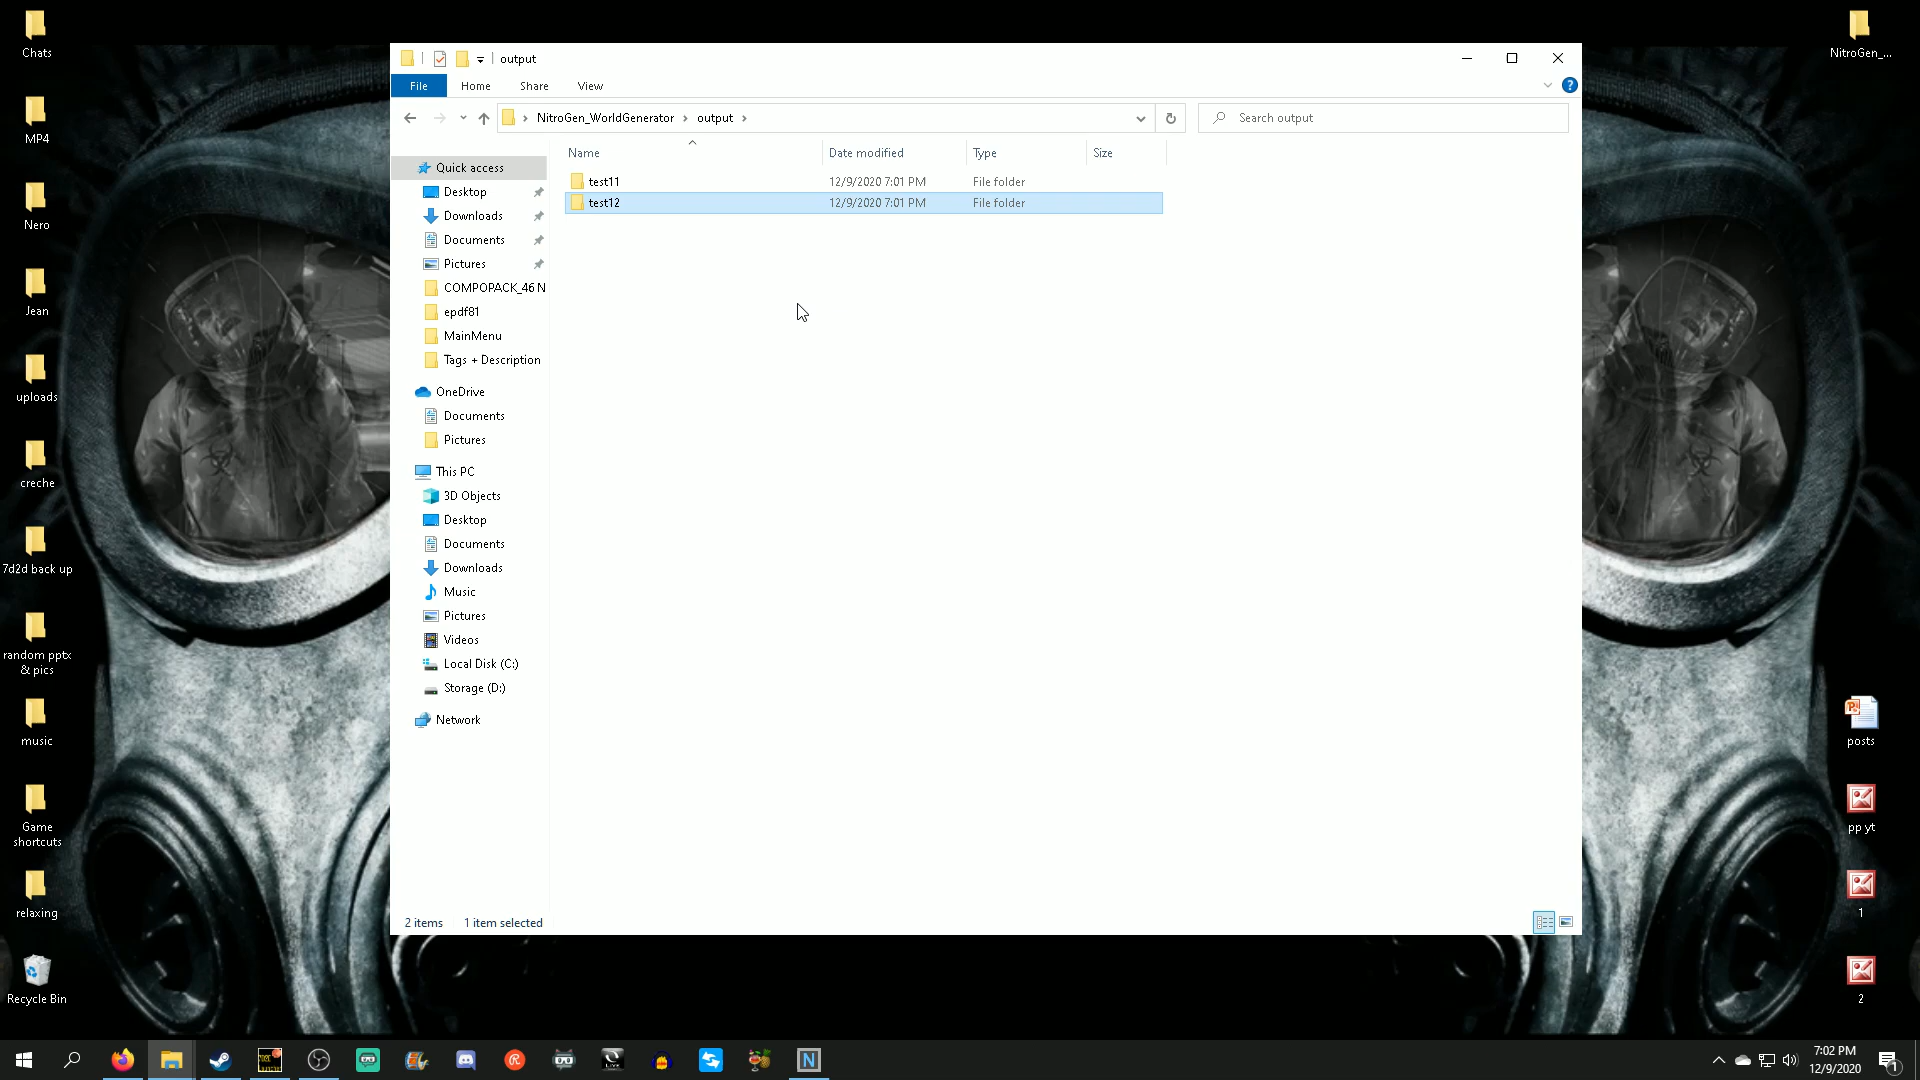 Chats
MP4
Nero
Jean
uploads
creche
7d2d back up
random pptx
& pics
music
Game
shortcuts
relaxing
Recycle Bin
output
File
Home
Share
View
?
NitroGen_WorldGenerator
output
Search output
Name
Date modified
Type
Size
test11
12/9/2020 7:01 PM
File folder
test12
12/9/2020 7:01 PM
File folder
Quick access
Desktop
Downloads
Documents
Pictures
COMPOPACK_46 N
epdf81
MainMenu
Tags + Description
OneDrive
Documents
Pictures
This PC
3D Objects
Desktop
Documents
Downloads
Music
Pictures
Videos
Local Disk (C:)
Storage (D:)
Network
2 items
1 item selected
NitroGen_...
posts
pp yt
1
2
N
7:02 PM
12/9/2020
1